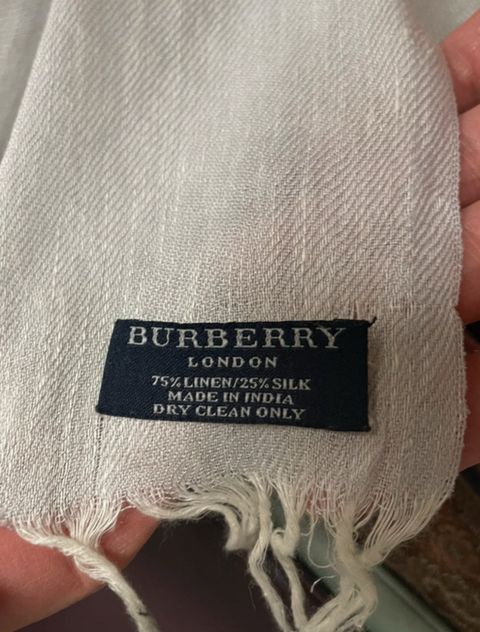 BURBERRY
LONDON
75% LINEN/25% SILK
MADE IN INDIA
DRY CLEAN ONLY